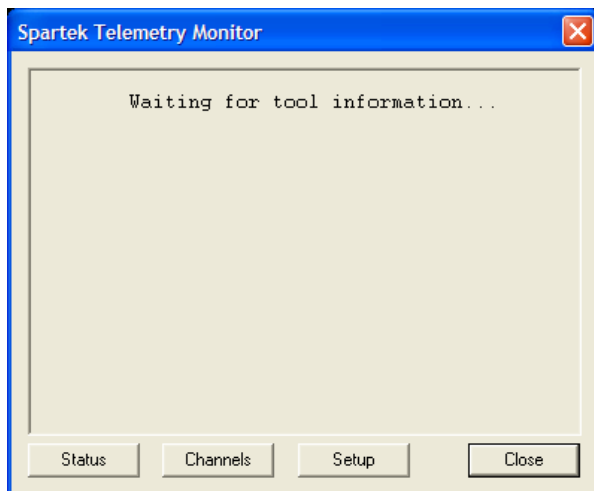 Spartek Telemetry Monitor
Waiting for tool information...
Status Channels Setup Close